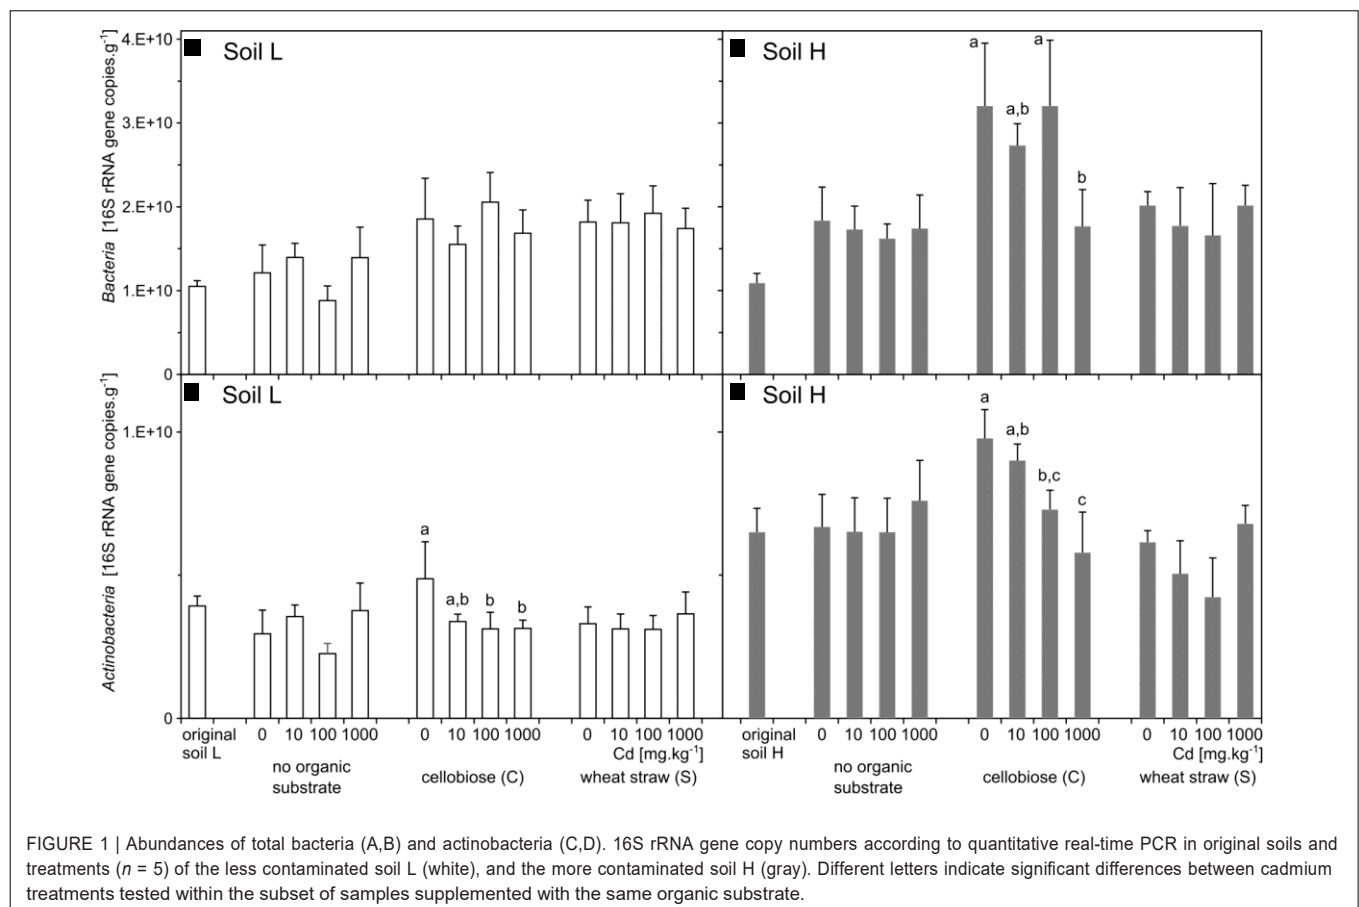 Soil L
Soil H
4.E+10
3.E+10
2.E+10
1.E+10
0
Bacteria [16S rRNA gene copies.g⁻¹]
a
a,b
a
b
Soil L
Soil H
1.E+10
0
Actinobacteria [16S rRNA gene copies.g⁻¹]
a
a,b
b
b
a
a,b
b,c
c
original
soil L
0 10 100 1000
no organic
substrate
0 10 100 1000
cellobiose (C)
0 10 100 1000
Cd [mg.kg⁻¹]
wheat straw (S)
original
soil H
0 10 100 1000
no organic
substrate
0 10 100 1000
cellobiose (C)
0 10 100 1000
Cd [mg.kg⁻¹]
wheat straw (S)
FIGURE 1 | Abundances of total bacteria (A,B) and actinobacteria (C,D). 16S rRNA gene copy numbers according to quantitative real-time PCR in original soils and
treatments (n = 5) of the less contaminated soil L (white), and the more contaminated soil H (gray). Different letters indicate significant differences between cadmium
treatments tested within the subset of samples supplemented with the same organic substrate.